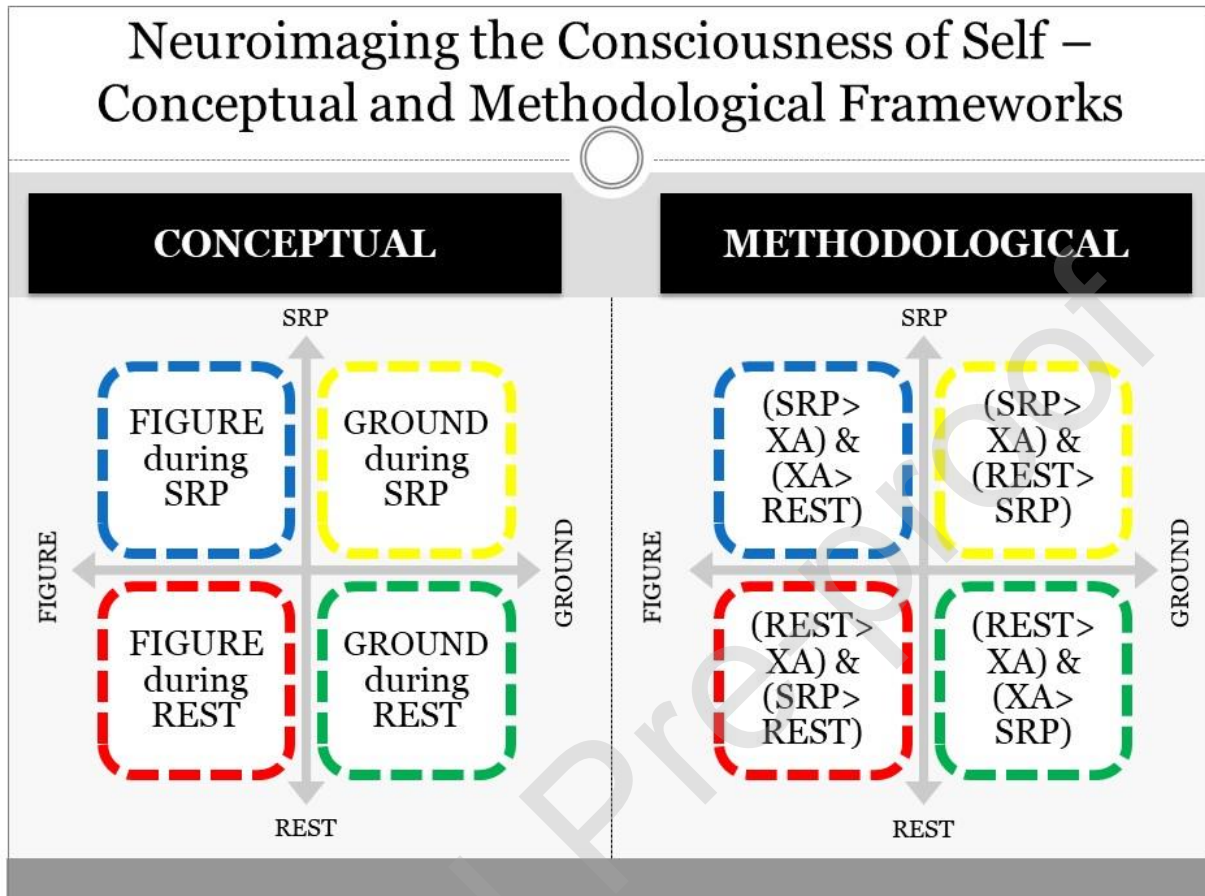 Neuroimaging the Consciousness of Self –
Conceptual and Methodological Frameworks
CONCEPTUAL
SRP
FIGURE
FIGURE
during
SRP
GROUND
during
SRP
GROUND
FIGURE
during
REST
GROUND
during
REST
REST
METHODOLOGICAL
SRP
FIGURE
(SRP>
XA) &
(XA>
REST)
(SRP>
XA) &
(REST>
SRP)
GROUND
(REST>
XA) &
(SRP>
REST)
(REST>
XA) &
(XA>
SRP)
REST
l Pre-proof